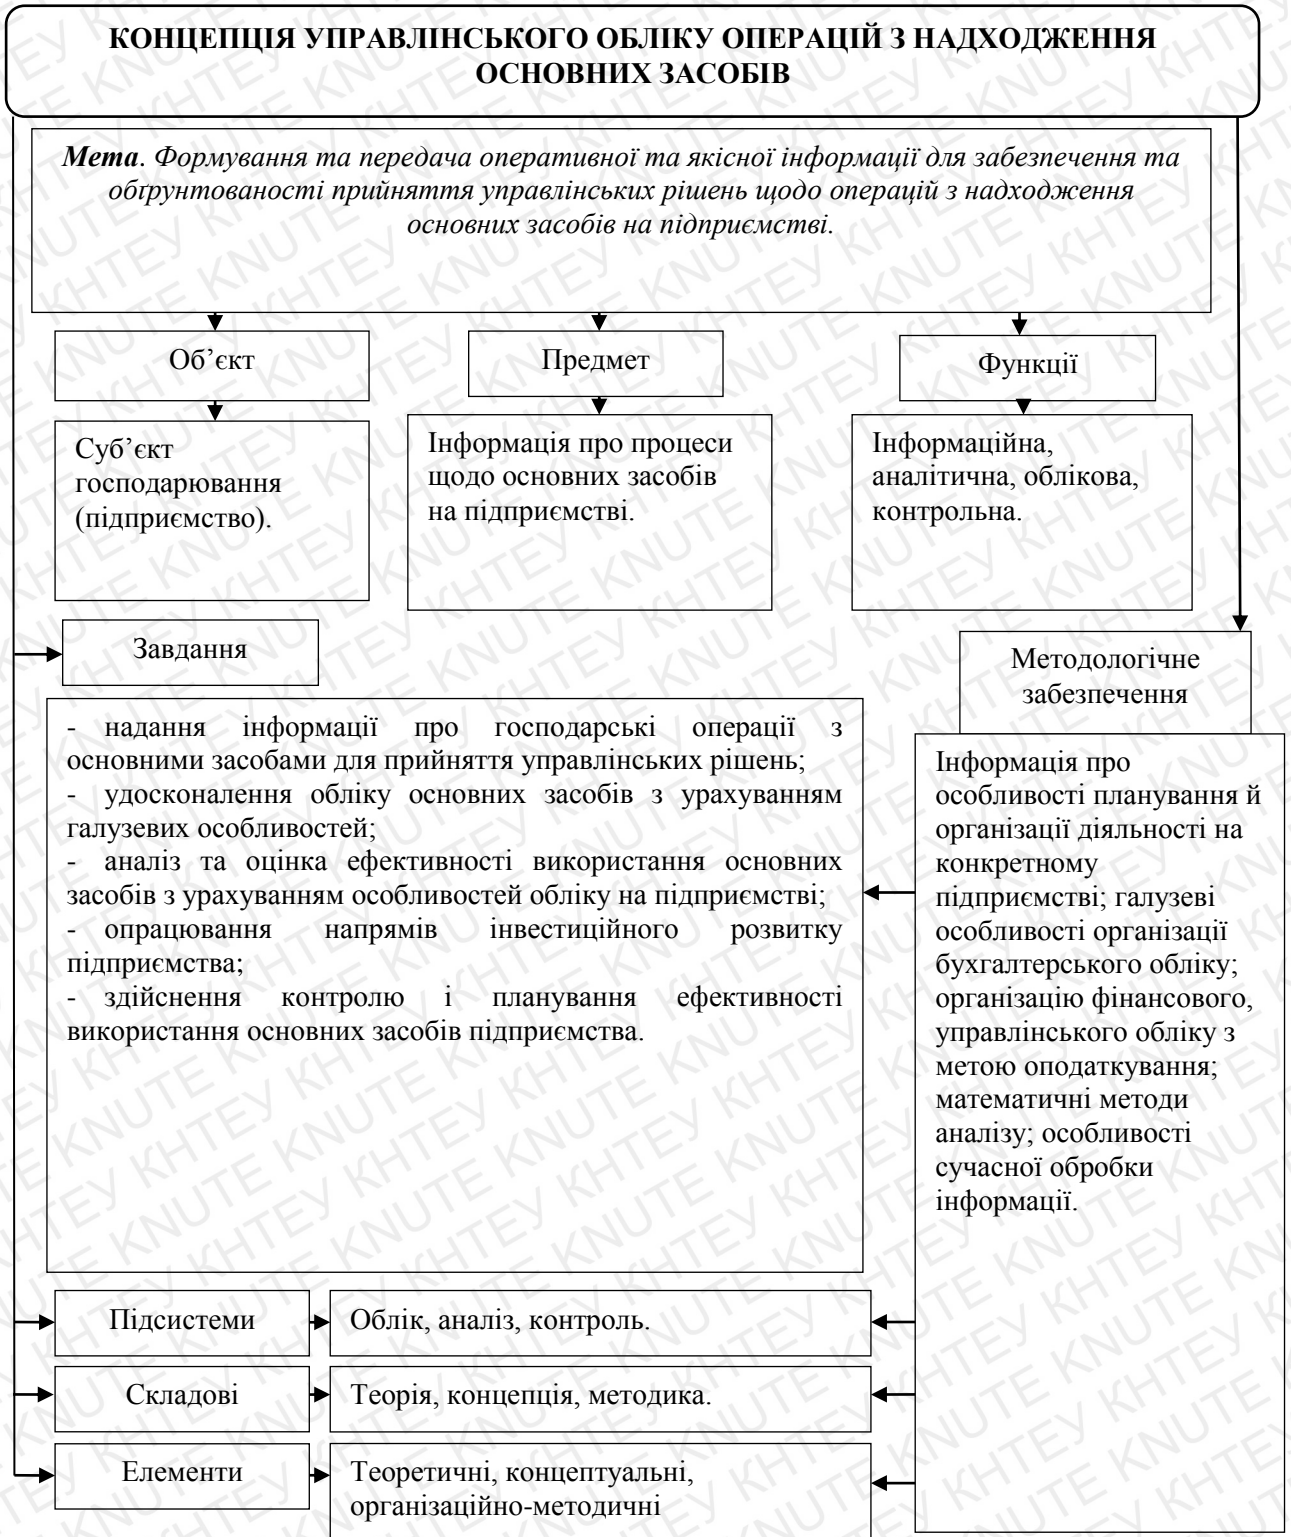 КОНЦЕПЦІЯ УПРАВЛІНСЬКОГО ОБЛІКУ ОПЕРАЦІЙ З НАДХОДЖЕННЯ
ОСНОВНИХ ЗАСОБІВ
Мета. Формування та передача оперативної та якісної інформації для забезпечення та
обґрунтованості прийняття управлінських рішень щодо операцій з надходження
основних засобів на підприємстві.
Об’єкт
Предмет
Функції
Суб’єкт
господарювання
(підприємство).
Інформація про процеси
щодо основних засобів
на підприємстві.
Інформаційна,
аналітична, облікова,
контрольна.
Завдання
Методологічне
забезпечення
- надання інформації про господарські операції з
основними засобами для прийняття управлінських рішень;
- удосконалення обліку основних засобів з урахуванням
галузевих особливостей;
- аналіз та оцінка ефективності використання основних
засобів з урахуванням особливостей обліку на підприємстві;
- опрацювання напрямів інвестиційного розвитку
підприємства;
- здійснення контролю і планування ефективності
використання основних засобів підприємства.
Інформація про
особливості планування й
організації діяльності на
конкретному
підприємстві; галузеві
особливості організації
бухгалтерського обліку;
організацію фінансового,
управлінського обліку з
метою оподаткування;
математичні методи
аналізу; особливості
сучасної обробки
інформації.
Підсистеми
Облік, аналіз, контроль.
Складові
Теорія, концепція, методика.
Елементи
Теоретичні, концептуальні,
організаційно-методичні